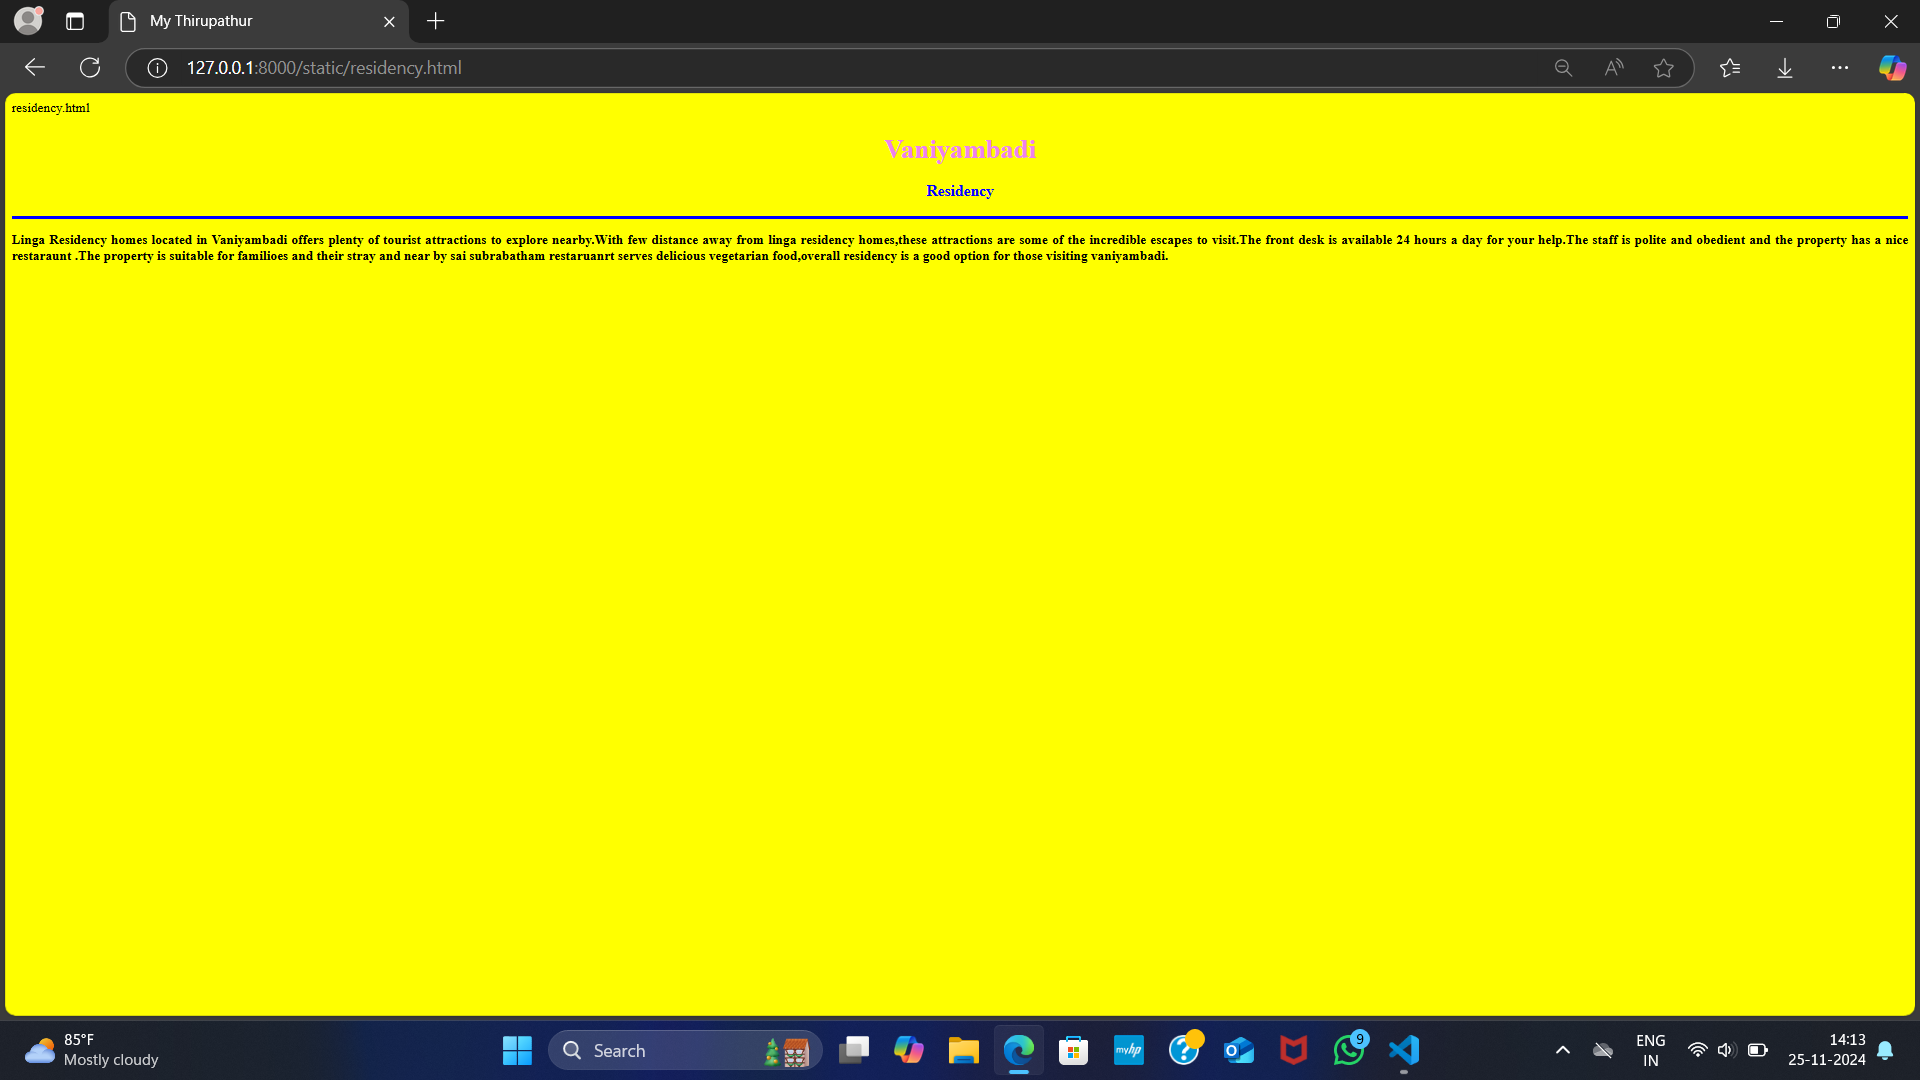 My Thirupathur
127.0.0.1:8000/static/residency.html
residency.html
Vaniyambadi
Residency
Linga Residency homes located in Vaniyambadi offers plenty of tourist attractions to explore nearby.With few distance away from linga residency homes,these attractions are some of the incredible escapes to visit.The front desk is available 24 hours a day for your help.The staff is polite and obedient and the property has a nice
restaraunt .The property is suitable for familioes and their stray and near by sai subrabatham restaruanrt serves delicious vegetarian food,overall residency is a good option for those visiting vaniyambadi.
85°F
Mostly cloudy
Search
myhp
9
ENG
IN
14:13
25-11-2024